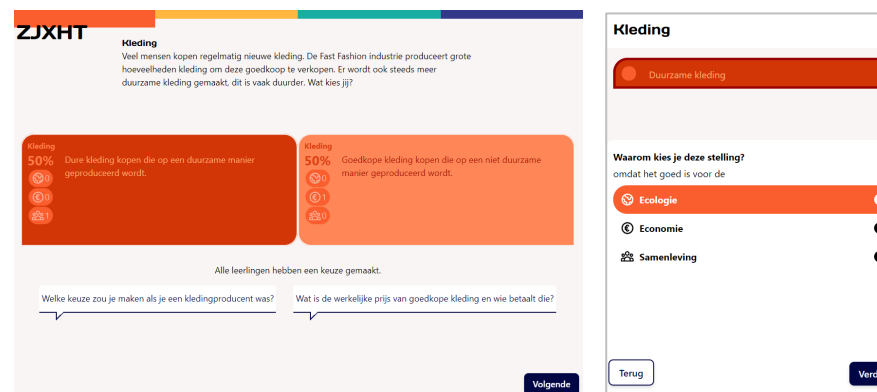 ZJXHT
Kleding
Veel mensen kopen regelmatig nieuwe kleding. De Fast Fashion industrie produceert grote
hoeveelheden kleding om deze goedkoop te verkopen. Er wordt ook steeds meer
duurzame kleding gemaakt, dit is vaak duurder. Wat kies jij?
Kleding
50%
Dure kleding kopen die op een duurzame manier
geproduceerd wordt.
0
0
1
Kleding
50%
Goedkope kleding kopen die op een niet duurzame
manier geproduceerd wordt.
0
1
0
Alle leerlingen hebben een keuze gemaakt.
Welke keuze zou je maken als je een kledingproducent was?
Wat is de werkelijke prijs van goedkope kleding en wie betaalt die?
Volgende
Kleding
Duurzame kleding
Waarom kies je deze stelling?
omdat het goed is voor de
Ecologie
Economie
Samenleving
Terug
Verd